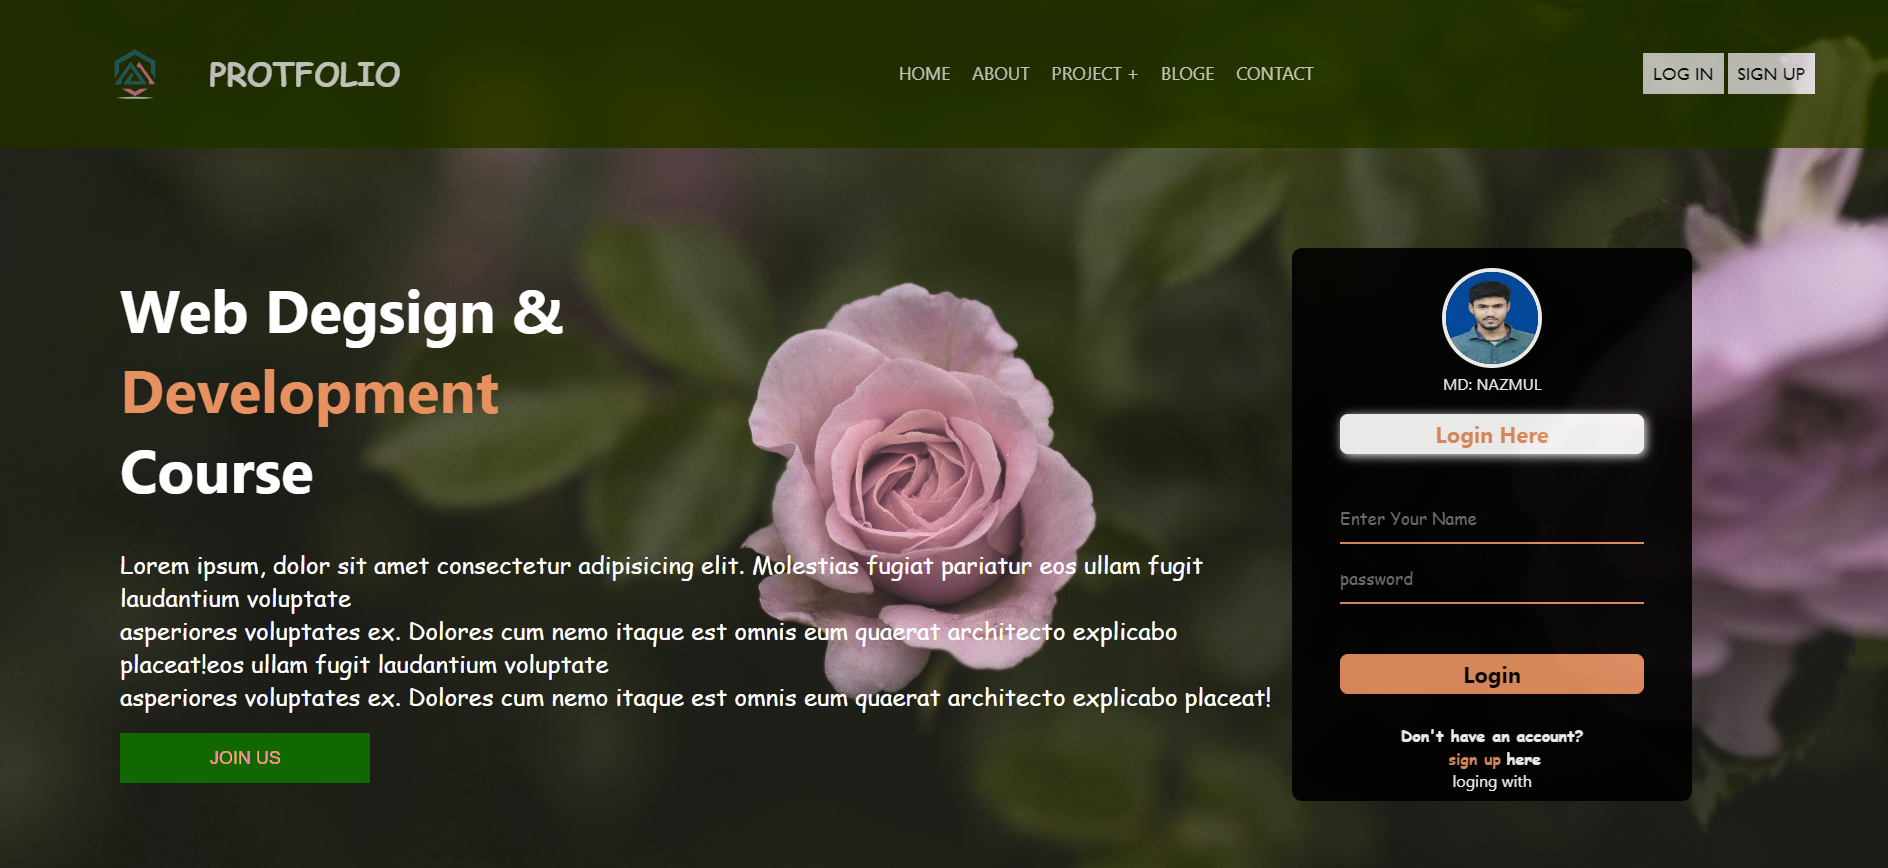 PROTFOLIO
HOME ABOUT PROJECT + BLOGE CONTACT
LOG IN SIGN UP
Web Degsign &
Development
Course
Lorem ipsum, dolor sit amet consectetur adipisicing elit. Molestias fugiat pariatur eos ullam fugit
laudantium voluptate
asperiores voluptates ex. Dolores cum nemo itaque est omnis eum quaerat architecto explicabo
placeat!eos ullam fugit laudantium voluptate
asperiores voluptates ex. Dolores cum nemo itaque est omnis eum quaerat architecto explicabo placeat!
JOIN US
MD: NAZMUL
Login Here
Enter Your Name
password
Login
Don't have an account?
sign up here
loging with